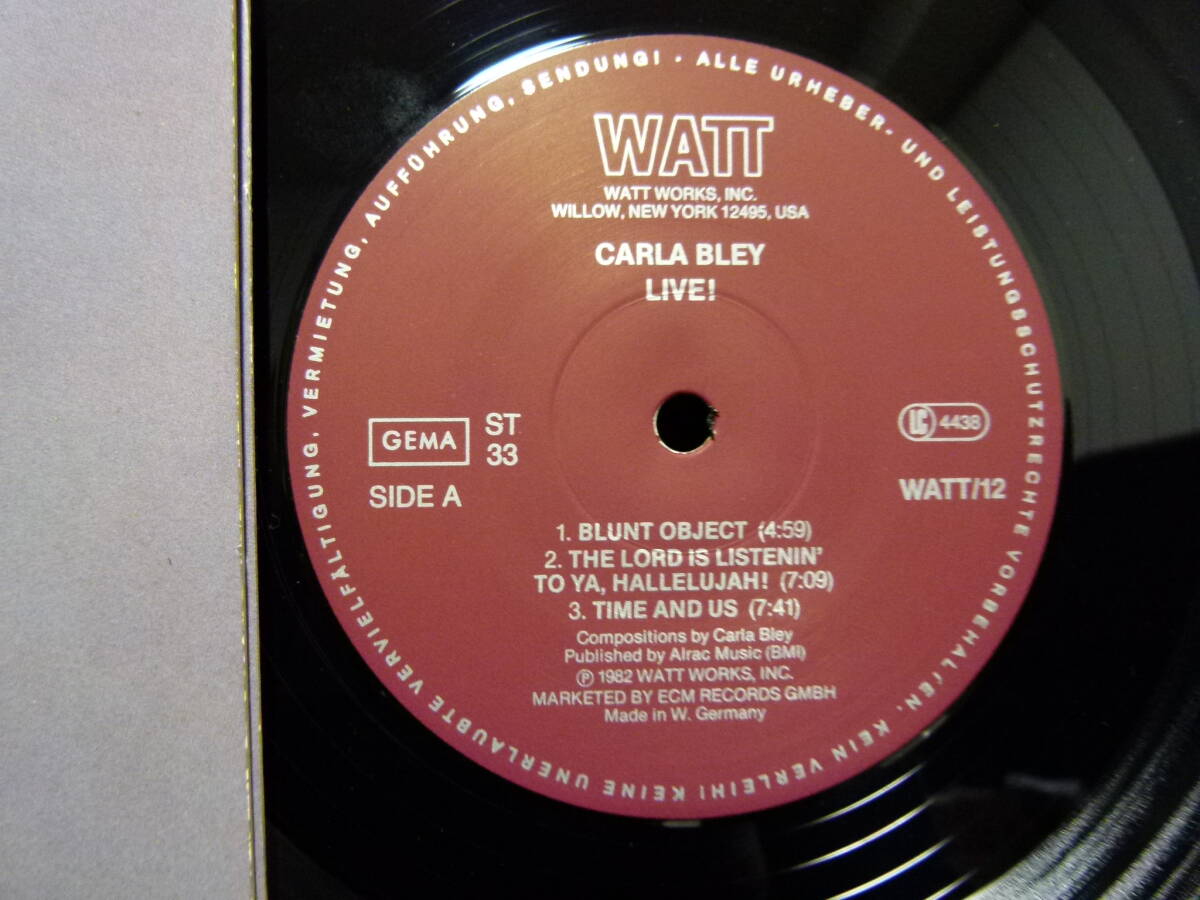 WATT
WATT WORKS, INC.
WILLOW, NEW YORK 12495, USA
CARLA BLEY
LIVE!
GEMA
ST
33
SIDE A
LC 4438
WATT/12
1. BLUNT OBJECT (4:59)
2. THE LORD IS LISTENIN'
TO YA, HALLELUJAH! (7:09)
3. TIME AND US (7:41)
Compositions by Carla Bley
Published by Alrac Music (BMI)
℗ 1982 WATT WORKS, INC.
MARKETED BY ECM RECORDS GMBH
Made in W. Germany
ALLE URHEBER- UND LEISTUNGSSCHUTZRECHTE VORBEHALTEN. KEIN VERLEIH! KEINE UNERLAUBTE VERVIELFÄLTIGUNG, VERMIETUNG, AUFFÜHRUNG, SENDUNG! ·